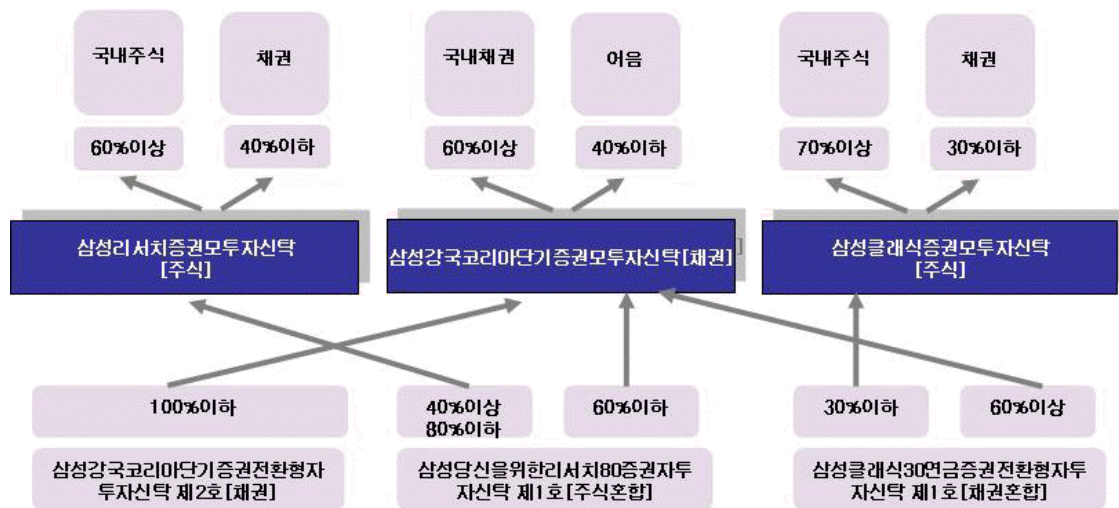 국내주식
채권
국내채권
어음
국내주식
채권
60%이상
40%이하
60%이상
40%이하
70%이상
30%이하
삼성리서치증권모투자신탁
[주식]
삼성강국코리아단기증권모투자신탁[채권]
삼성클래식증권모투자신탁
[주식]
100%이하
40%이상
80%이하
60%이하
30%이하
60%이상
삼성강국코리아단기증권전환형자
투자신탁 제2호[채권]
삼성당신을위한리서치80증권자투
자신탁 제1호[주식혼합]
삼성클래식30연금증권전환형자투
자신탁 제1호[채권혼합]